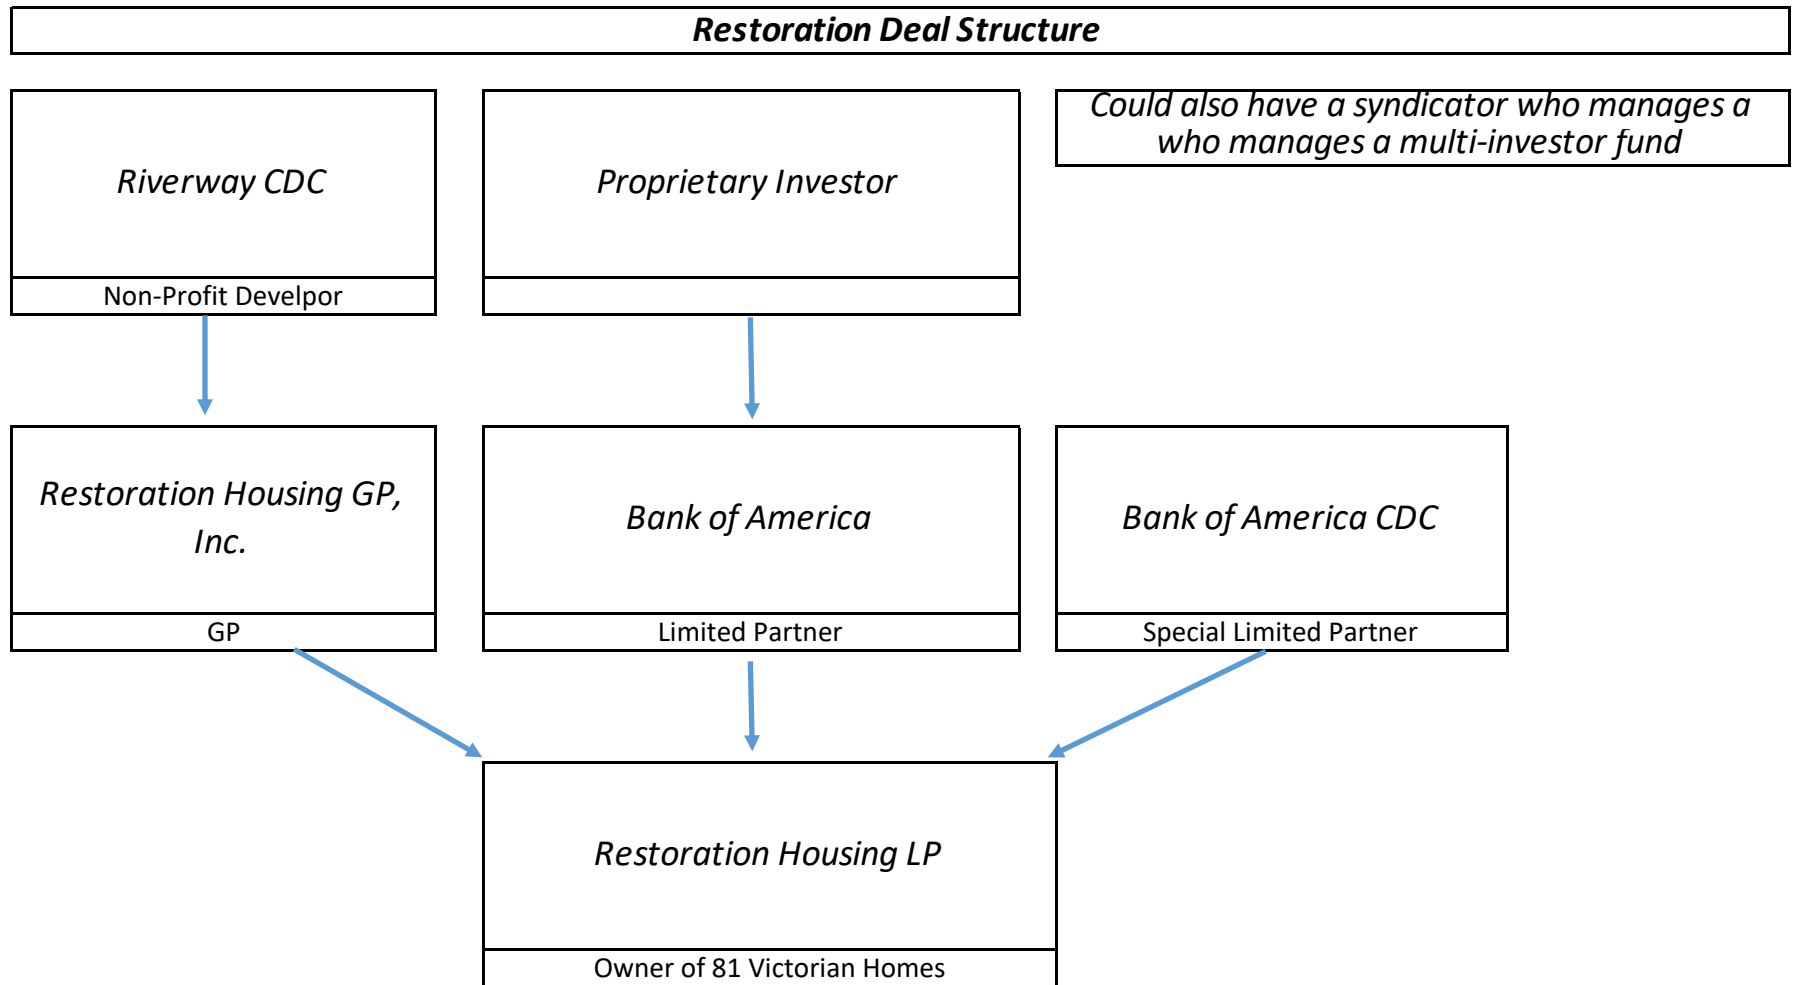 Restoration Deal Structure
Riverway CDC
Non-Profit Develpor
Proprietary Investor
Could also have a syndicator who manages a
who manages a multi-investor fund
Restoration Housing GP,
Inc.
GP
Bank of America
Limited Partner
Bank of America CDC
Special Limited Partner
Restoration Housing LP
Owner of 81 Victorian Homes